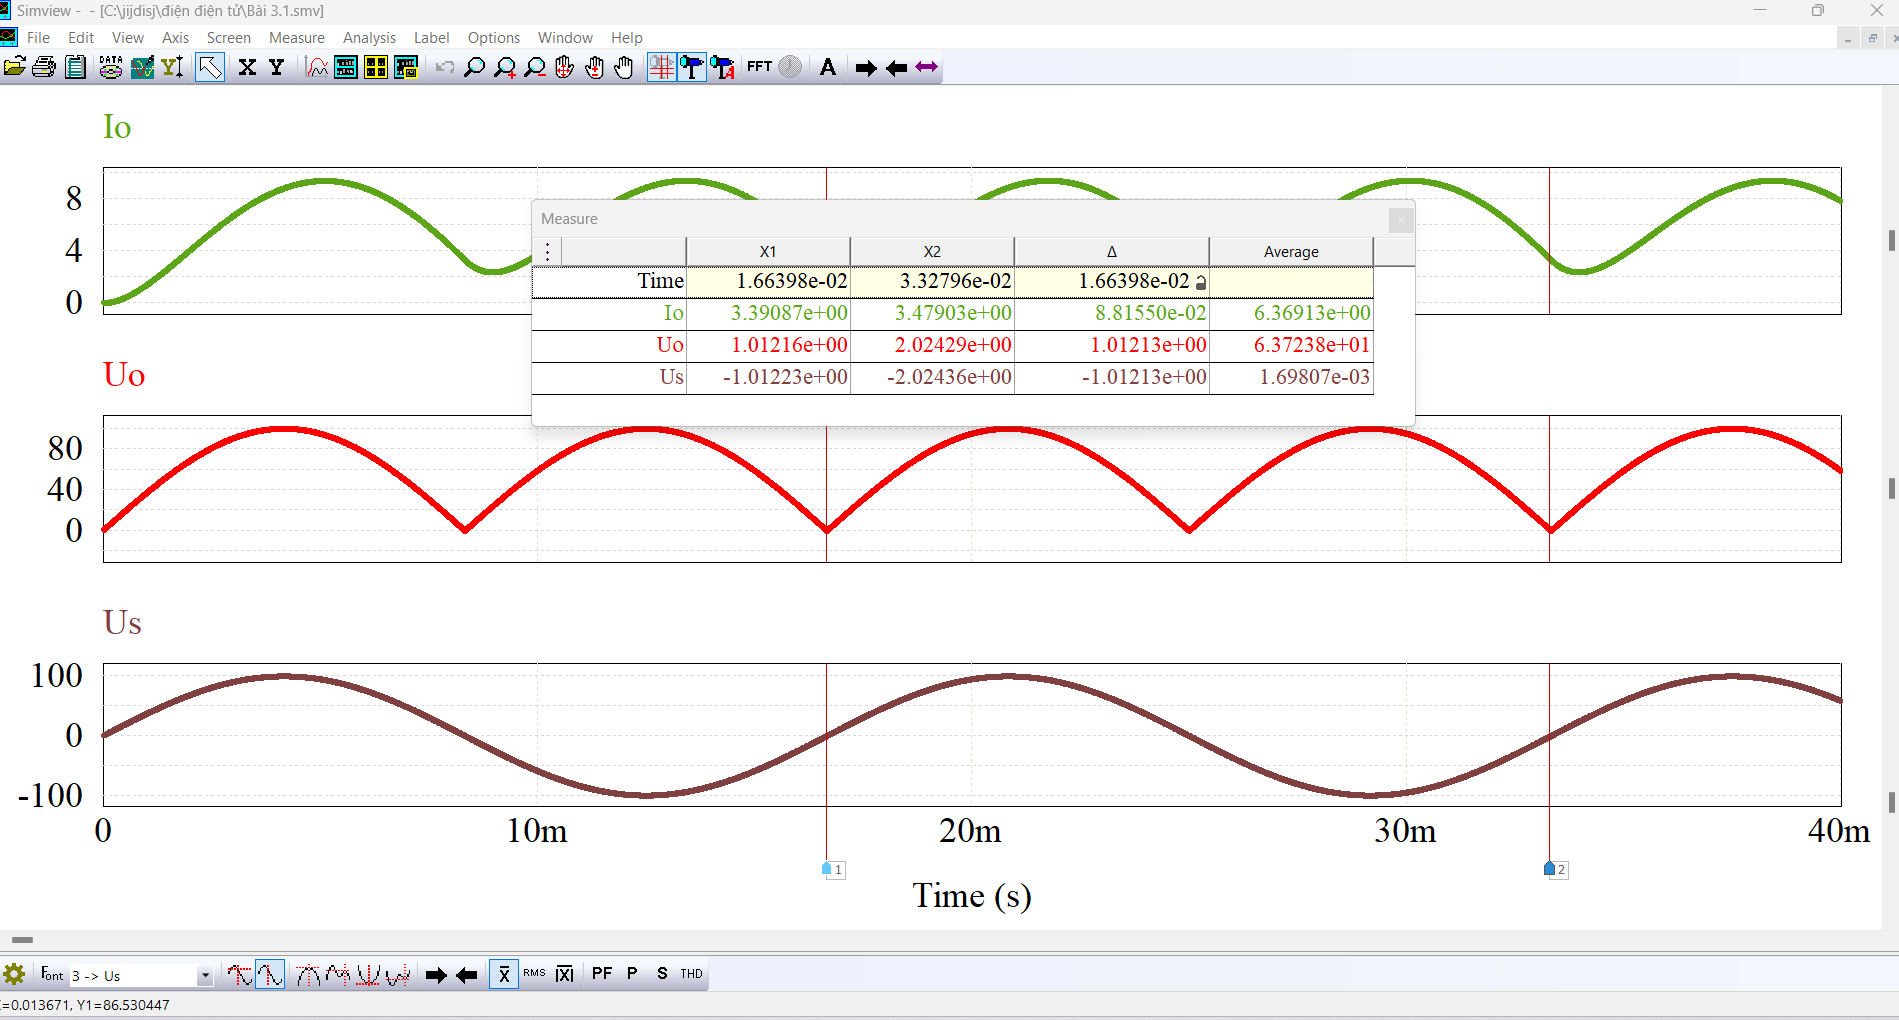 Simview - - [C:\jijdisj\điện điện tử\Bài 3.1.smv]
File Edit View Axis Screen Measure Analysis Label Options Window Help
DATA Y X Y FFT A
Io
8
4
0
Measure
X1 X2 Δ Average
Time 1.66398e-02 3.32796e-02 1.66398e-02
Io 3.39087e+00 3.47903e+00 8.81550e-02 6.36913e+00
Uo 1.01216e+00 2.02429e+00 1.01213e+00 6.37238e+01
Us -1.01223e+00 -2.02436e+00 -1.01213e+00 1.69807e-03
Uo
80
40
0
Us
100
0
-100
0 10m 20m 30m 40m
1 2
Time (s)
Font 3 -> Us x̄ RMS |X| PF P S THD
=0.013671, Y1=86.530447